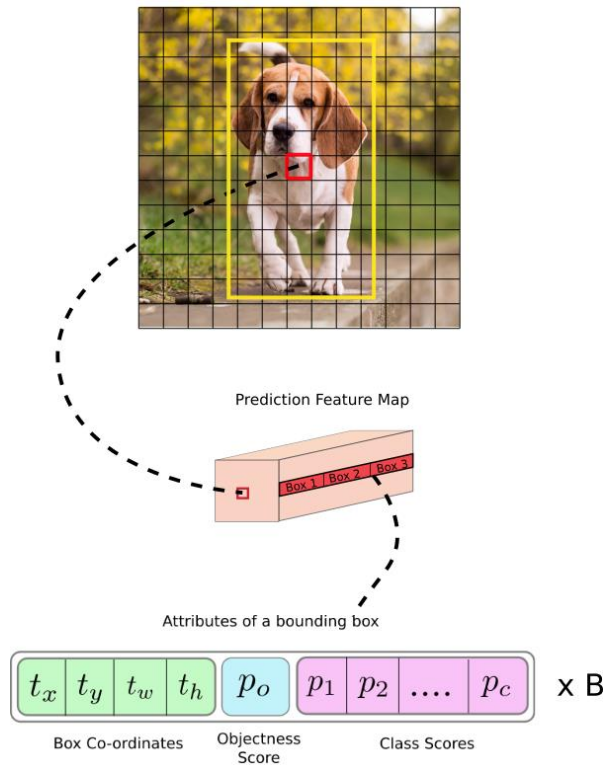 Prediction Feature Map
Box 1 Box 2 Box 3
Attributes of a bounding box
t_x t_y t_w t_h p_o p_1 p_2 .... p_c x B
Box Co-ordinates Objectness Score Class Scores